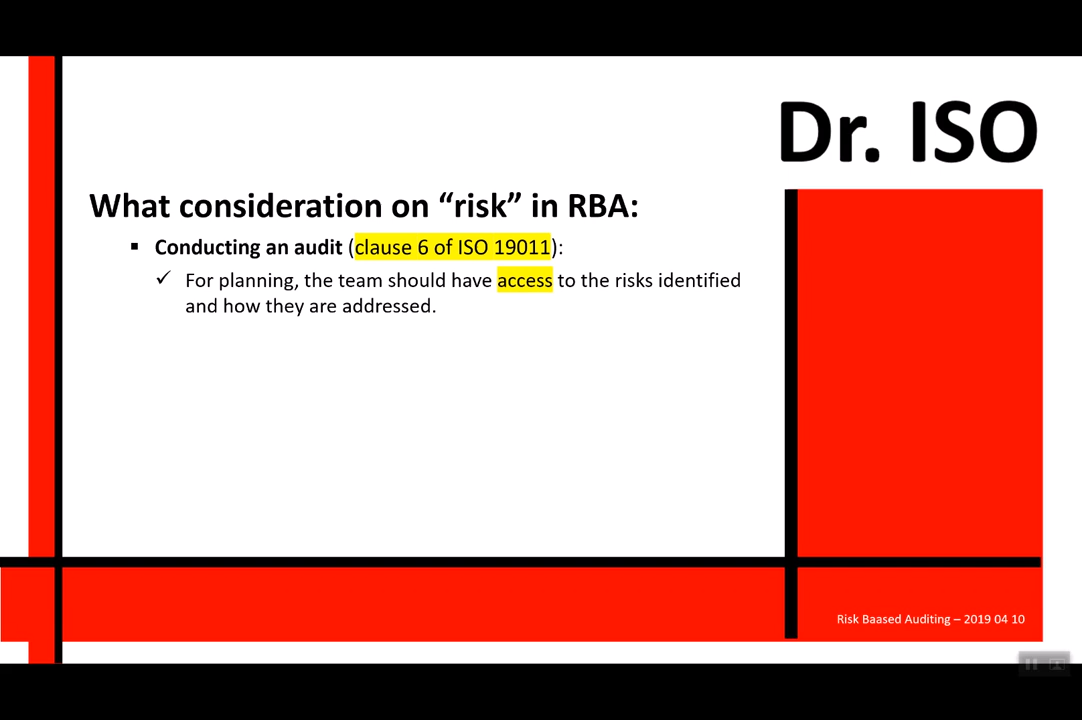 Dr. ISO
What consideration on “risk” in RBA:
▪ Conducting an audit (clause 6 of ISO 19011):
✓ For planning, the team should have access to the risks identified
and how they are addressed.
Risk Baased Auditing – 2019 04 10